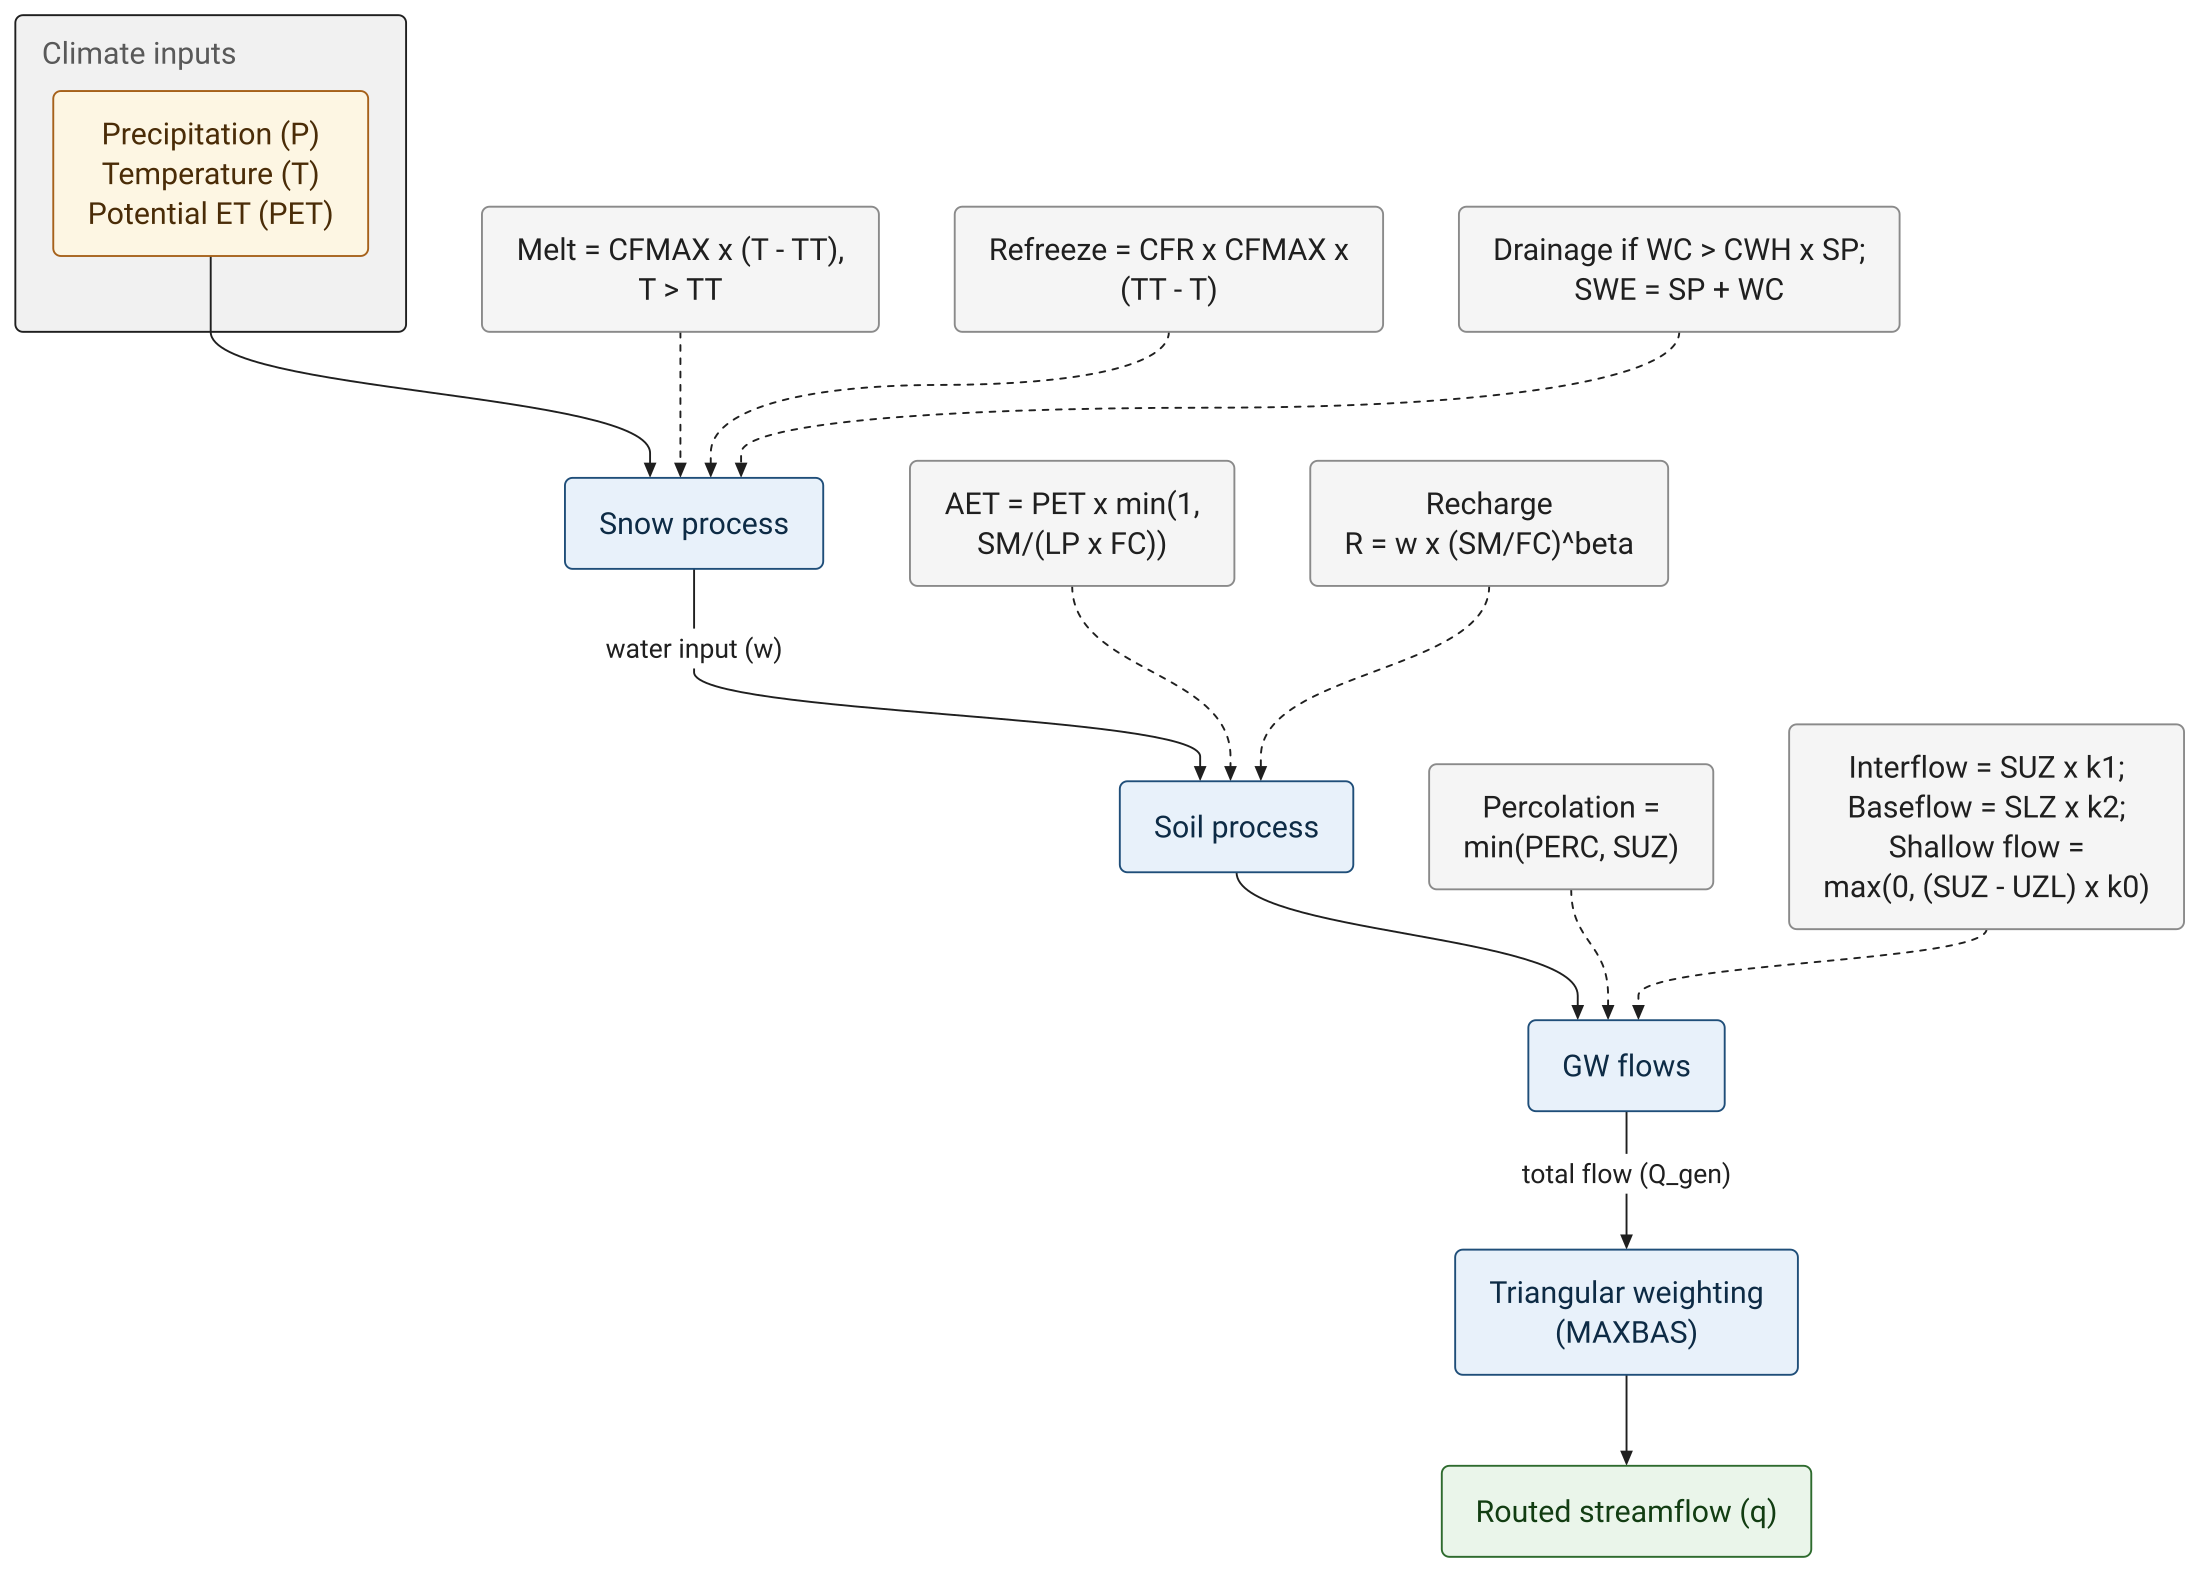 Climate inputs
Precipitation (P)
Temperature (T)
Potential ET (PET)
Melt = CFMAX x (T - TT),
T > TT
Refreeze = CFR x CFMAX x
(TT - T)
Drainage if WC > CWH x SP;
SWE = SP + WC
Snow process
AET = PET x min(1,
SM/(LP x FC))
Recharge
R = w x (SM/FC)^beta
water input (w)
Soil process
Percolation =
min(PERC, SUZ)
Interflow = SUZ x k1;
Baseflow = SLZ x k2;
Shallow flow =
max(0, (SUZ - UZL) x k0)
GW flows
total flow (Q_gen)
Triangular weighting
(MAXBAS)
Routed streamflow (q)